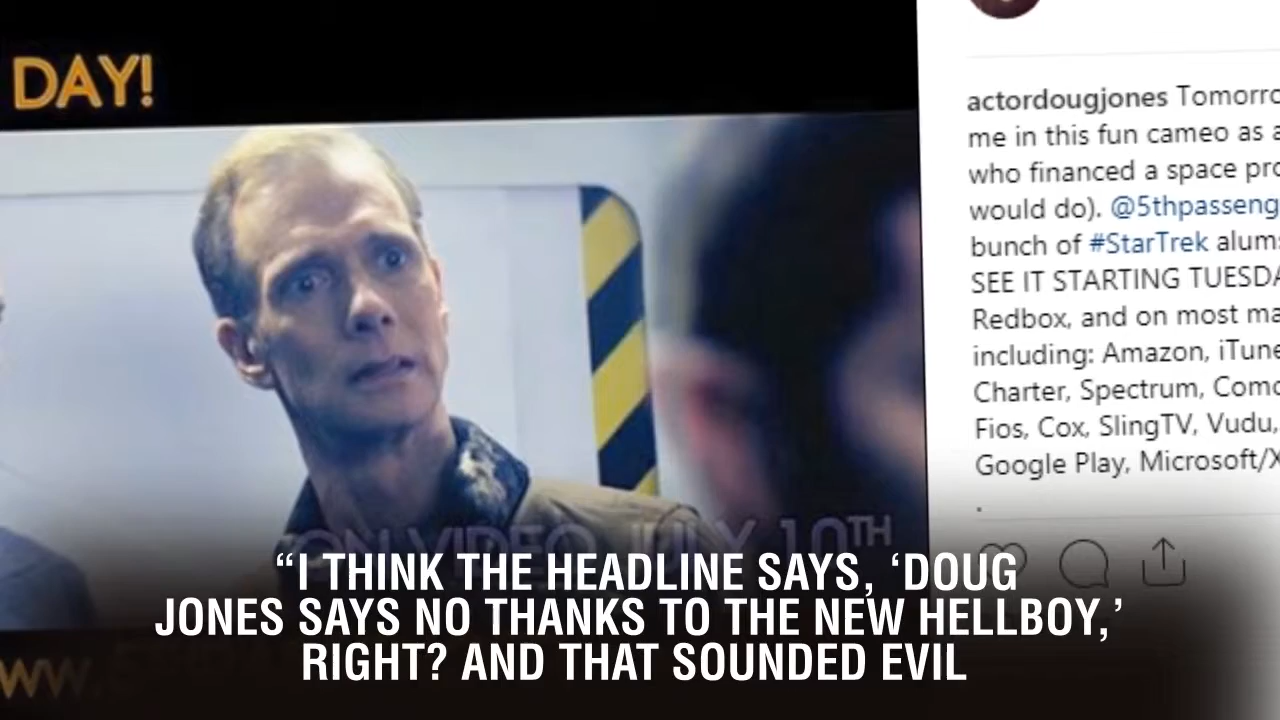 DAY!
actordougjones Tomorro
me in this fun cameo as a
who financed a space pro
would do). @5thpasseng
bunch of #StarTrek alums
SEE IT STARTING TUESDA
Redbox, and on most ma
including: Amazon, iTune
Charter, Spectrum, Comc
Fios, Cox, SlingTV, Vudu,
Google Play, Microsoft/X
.
ON VIDEO JULY 10TH
“I THINK THE HEADLINE SAYS, ‘DOUG
JONES SAYS NO THANKS TO THE NEW HELLBOY,’
RIGHT? AND THAT SOUNDED EVIL